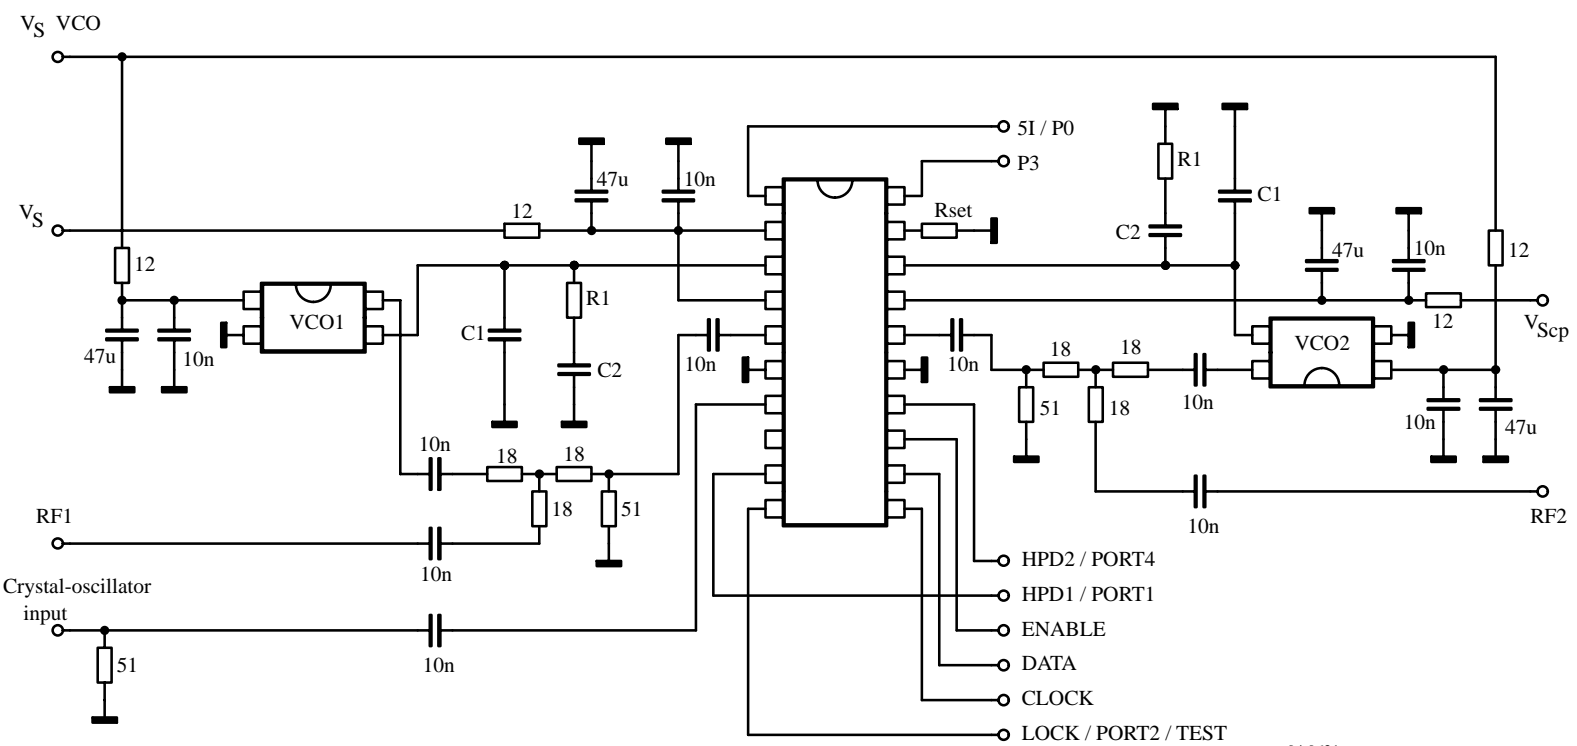 VS VCO
5I / P0
P3
47u
10n
R1
C1
Rset
C2
VS
12
47u
10n
12
12
R1
VCO1
C1
VScp
12
VCO2
47u
10n
10n
C2
10n
18
18
10n
51
18
10n
47u
10n
18
18
18
51
RF1
10n
10n
RF2
HPD2 / PORT4
Crystal-oscillator
input
HPD1 / PORT1
ENABLE
51
10n
DATA
CLOCK
LOCK / PORT2 / TEST